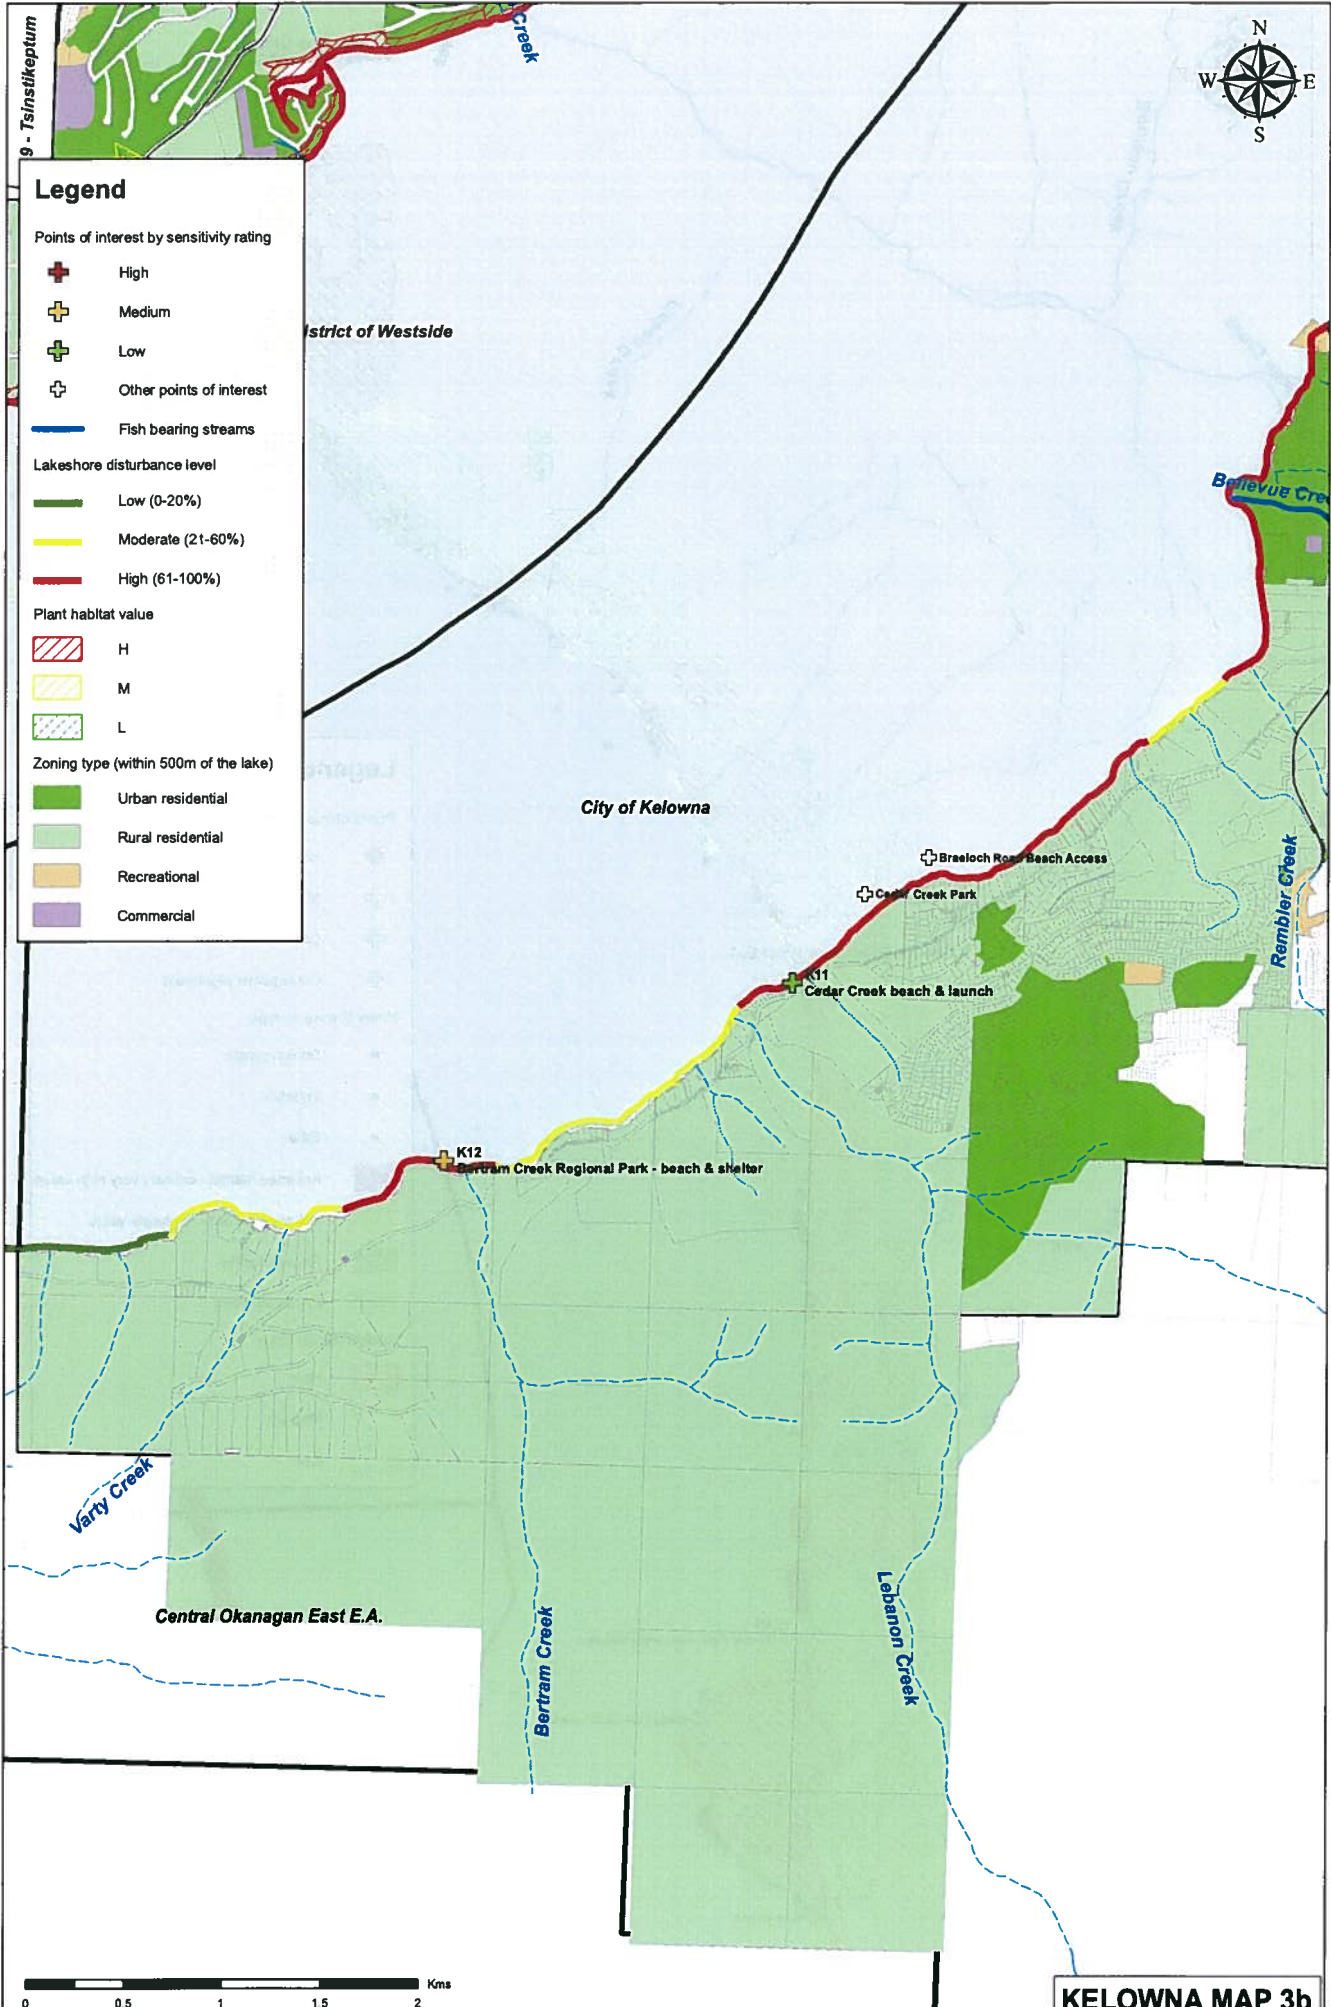 Creek
N
W
E
S
9 - Tsinstikeptum
Legend
Points of interest by sensitivity rating
High
Medium
Low
Other points of interest
Fish bearing streams
Lakeshore disturbance level
Low (0-20%)
Moderate (21-60%)
High (61-100%)
Plant habitat value
H
M
L
Zoning type (within 500m of the lake)
Urban residential
Rural residential
Recreational
Commercial
istrict of Westside
Bellevue Cre
City of Kelowna
Braeloch Road Beach Access
Cedar Creek Park
Rembler Creek
K11
Cedar Creek beach & launch
K12
Bertram Creek Regional Park - beach & shelter
Varty Creek
Central Okanagan East E.A.
Bertram Creek
Lebanon Creek
Kms
0 0.5 1 1.5 2
KELOWNA MAP 3b